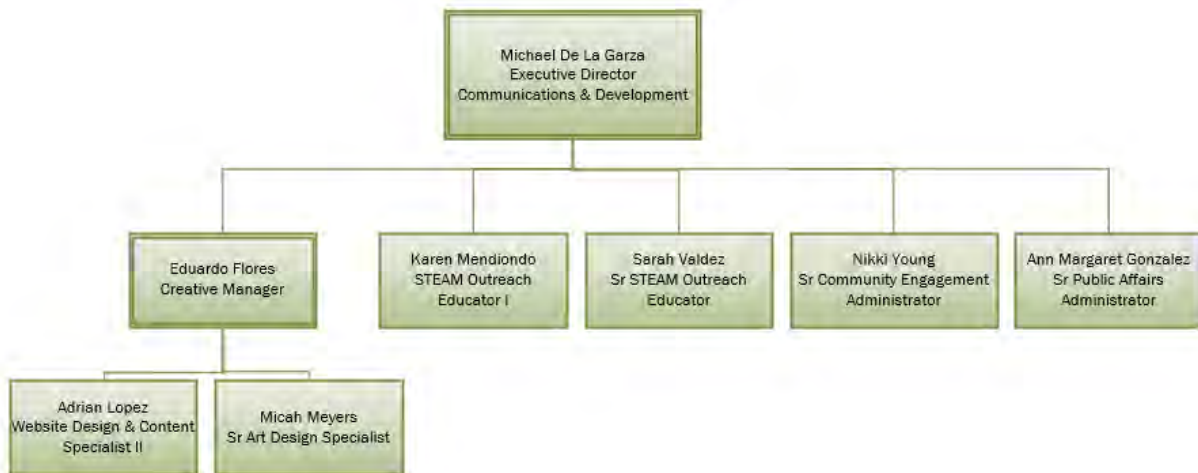 Michael De La Garza
Executive Director
Communications & Development
Eduardo Flores
Creative Manager
Karen Mendiondo
STEAM Outreach
Educator I
Sarah Valdez
Sr STEAM Outreach
Educator
Nikki Young
Sr Community Engagement
Administrator
Ann Margaret Gonzalez
Sr Public Affairs
Administrator
Adrian Lopez
Website Design & Content
Specialist II
Micah Meyers
Sr Art Design Specialist